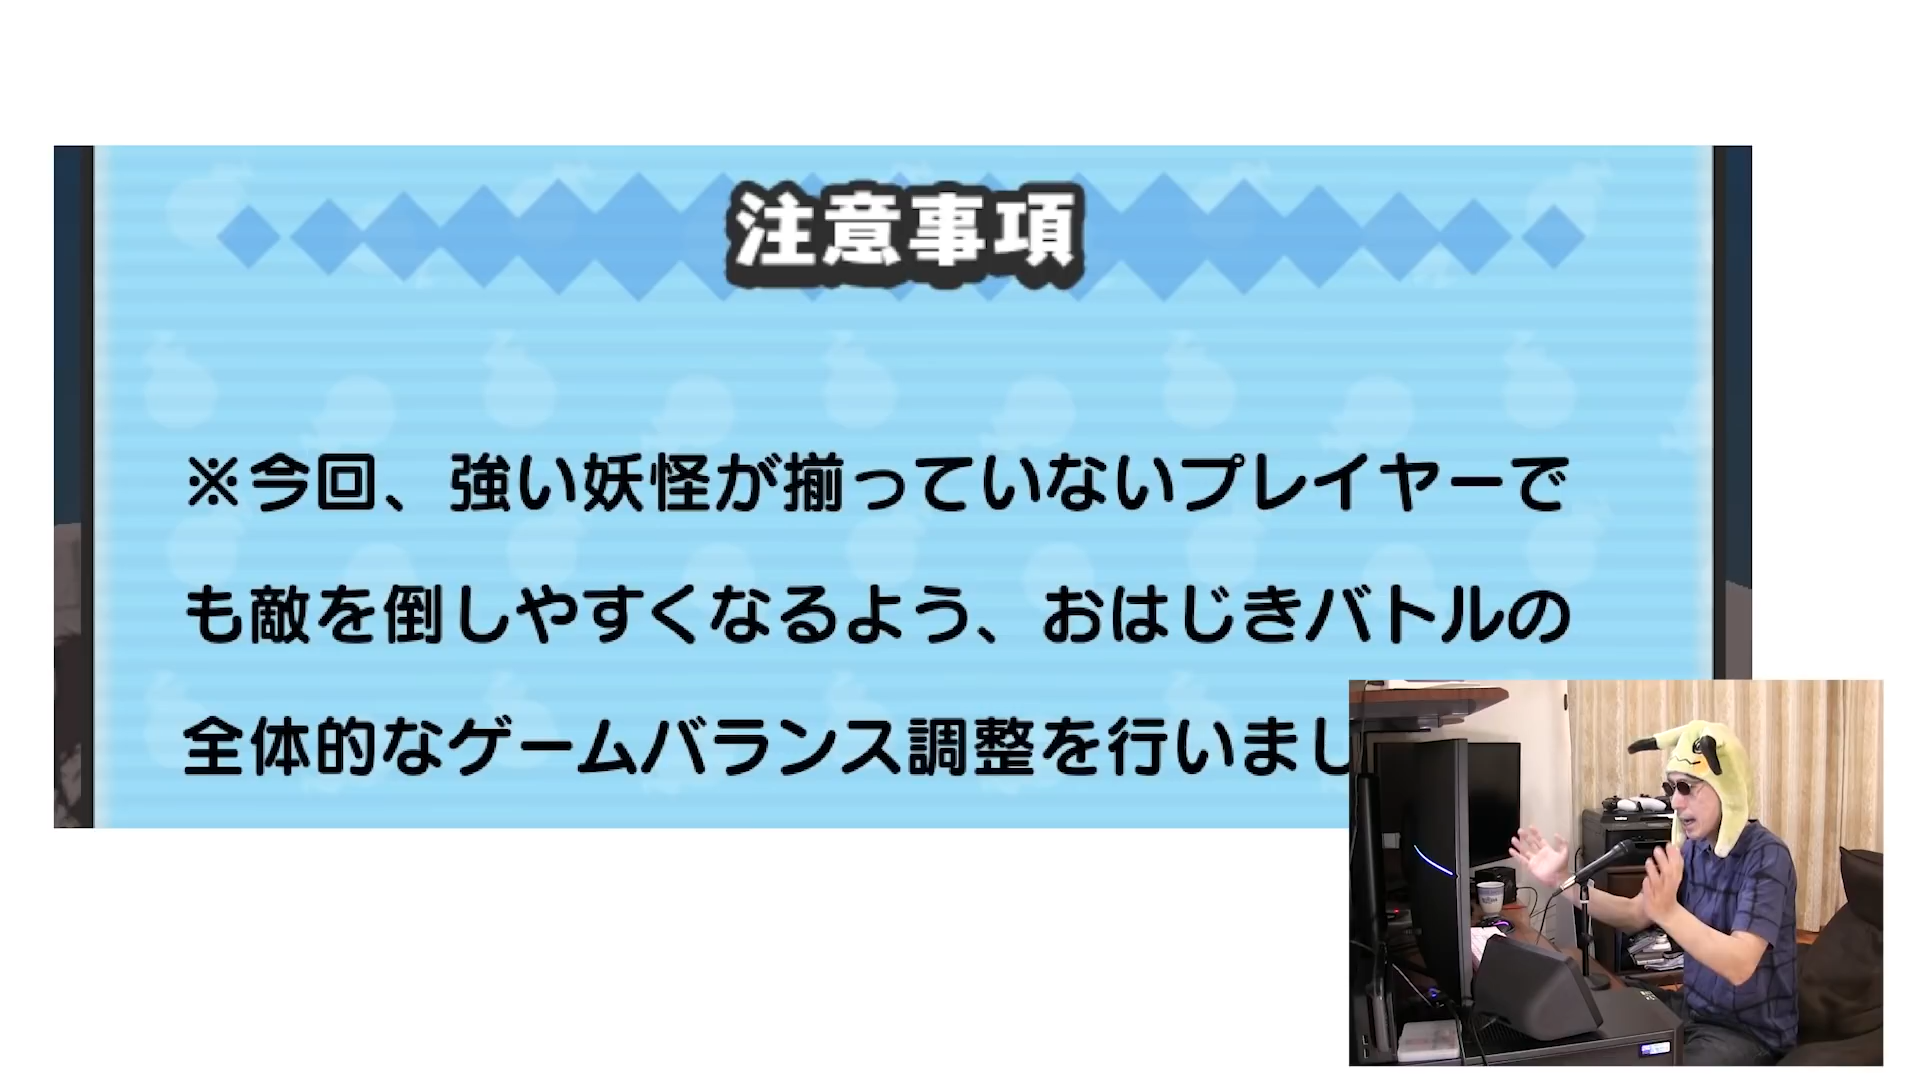 注意事項
※今回、強い妖怪が揃っていないプレイヤーで
も敵を倒しやすくなるよう、おはじきバトルの
全体的なゲームバランス調整を行いまし